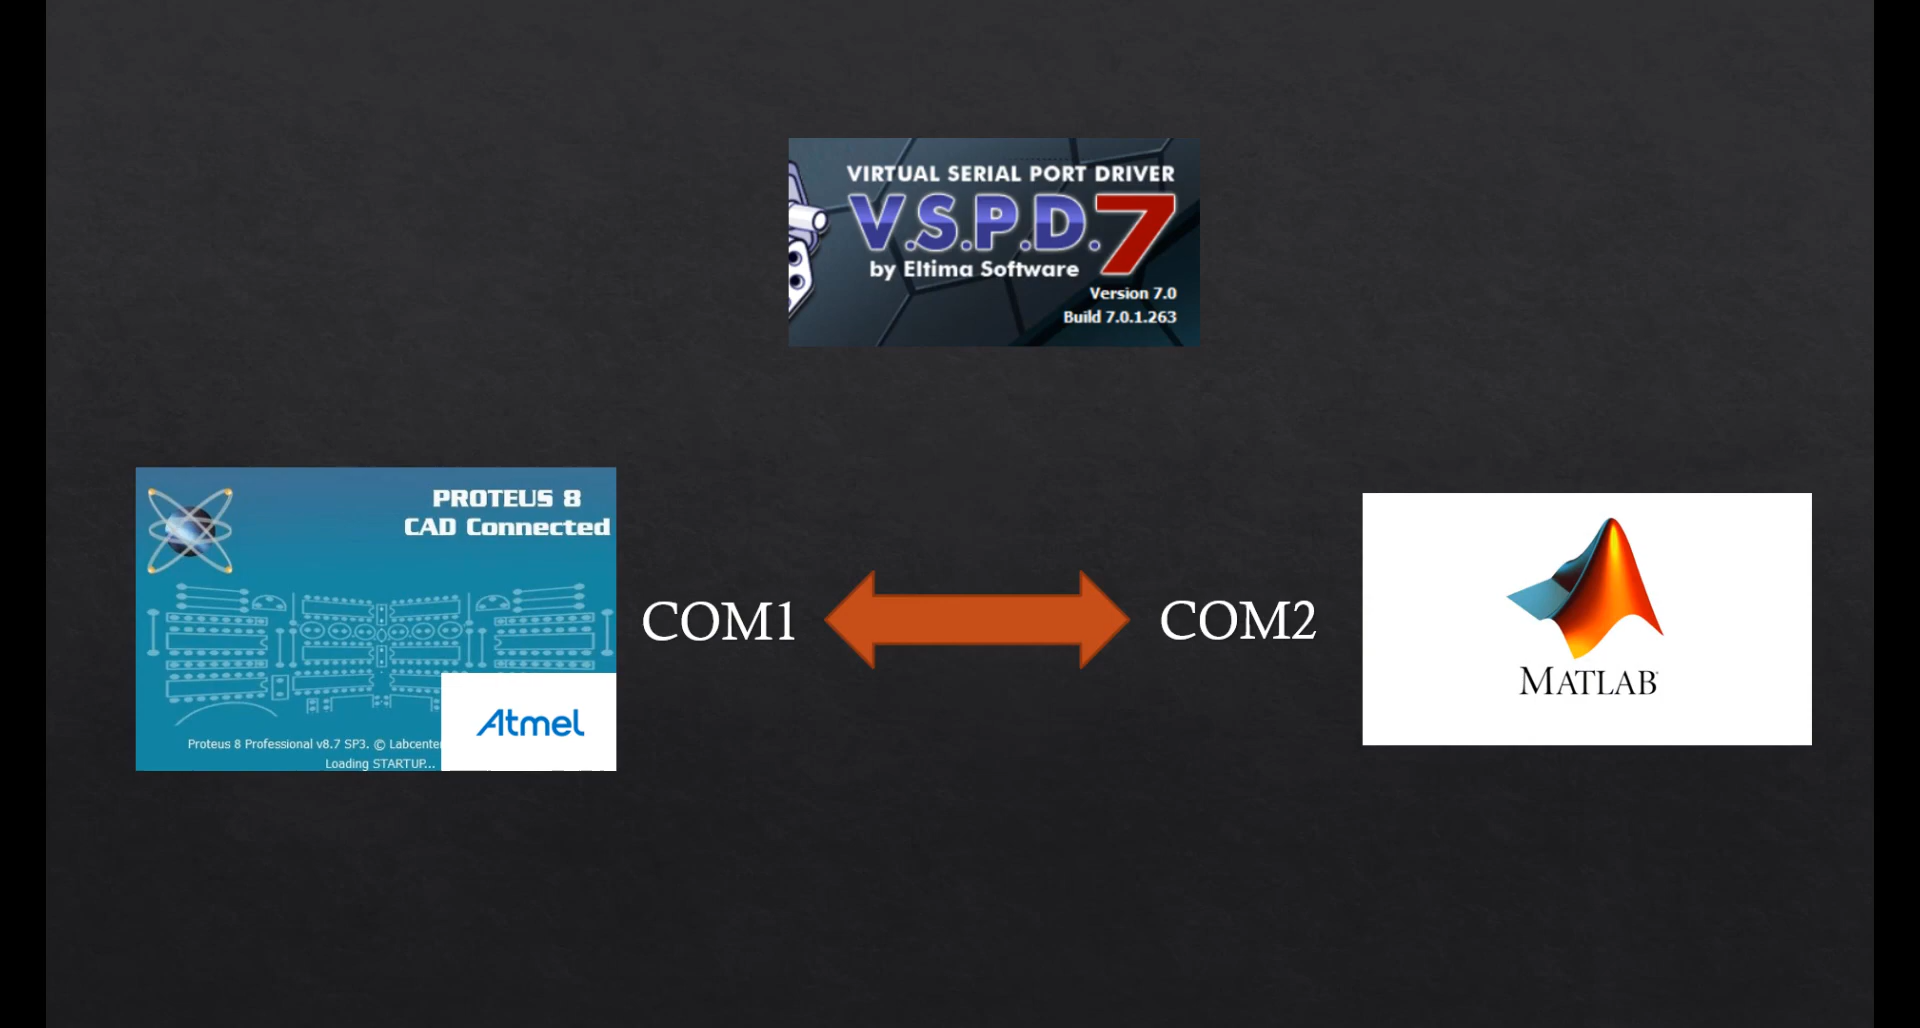 VIRTUAL SERIAL PORT DRIVER
V.S.P.D.7
by Eltima Software
Version 7.0
Build 7.0.1.263
PROTEUS 8
CAD Connected
Atmel
Proteus 8 Professional v8.7 SP3. © Labcente
Loading STARTUP...
COM1
COM2
MATLAB